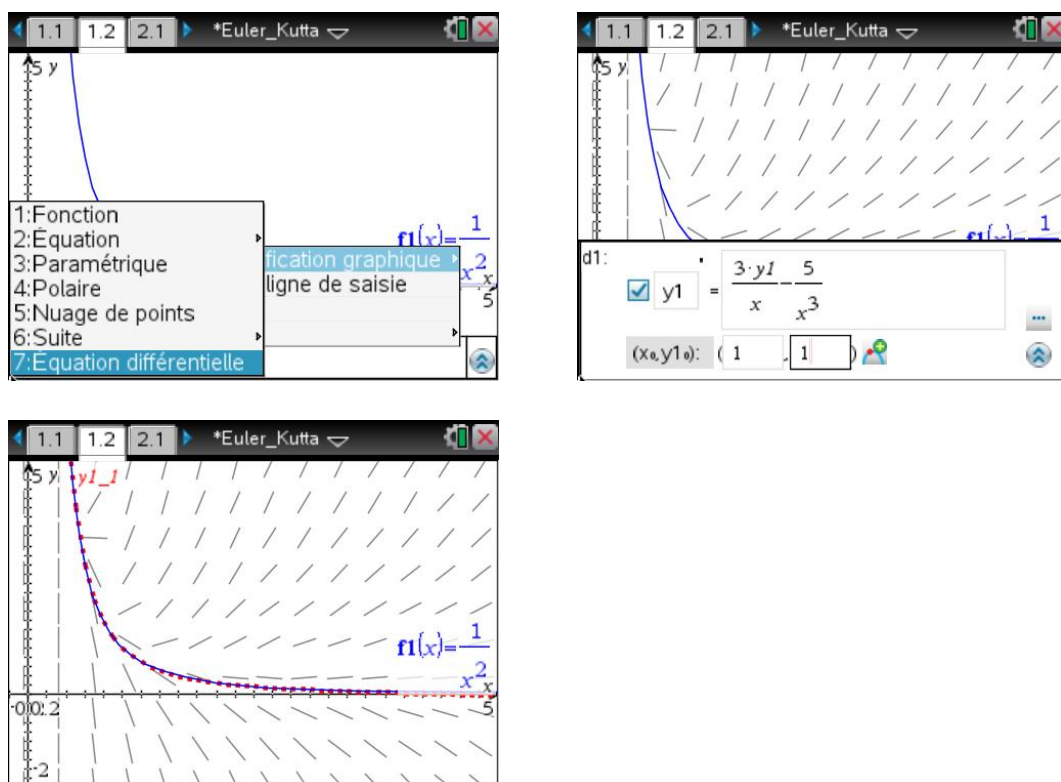 1.1 1.2 2.1 *Euler_Kutta
5 y
f1(x)=1/x²
x
5
1:Fonction
2:Équation
3:Paramétrique
4:Polaire
5:Nuage de points
6:Suite
7:Équation différentielle
fication graphique
ligne de saisie
1.1 1.2 2.1 *Euler_Kutta
5 y
f1(x)=1
d1:
y1' = 3·y1/x - 5/x³
...
(x₀,y1₀): (1 ,1 )
1.1 1.2 2.1 *Euler_Kutta
5 y y1_1
f1(x)=1/x²
x
0.2
5
-2